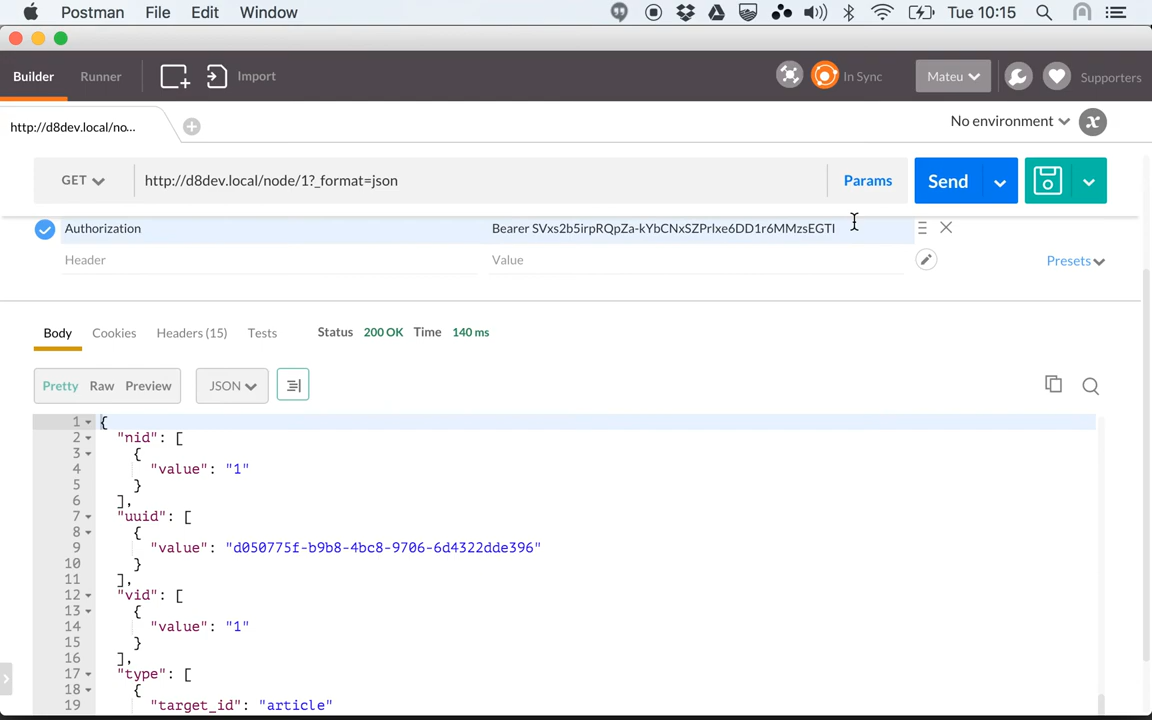 Postman File Edit Window Tue 10:15
Builder Runner Import In Sync Mateu Supporters
http://d8dev.local/no... No environment x
GET http://d8dev.local/node/1?_format=json Params Send
Authorization Bearer SVxs2b5irpRQpZa-kYbCNxSZPrlxe6DD1r6MMzsEGTI
Header Value Presets
Body Cookies Headers (15) Tests Status 200 OK Time 140 ms
Pretty Raw Preview JSON
1 {
2 "nid": [
3 {
4 "value": "1"
5 }
6 ],
7 "uuid": [
8 {
9 "value": "d050775f-b9b8-4bc8-9706-6d4322dde396"
10 }
11 ],
12 "vid": [
13 {
14 "value": "1"
15 }
16 ],
17 "type": [
18 {
19 "target_id": "article"